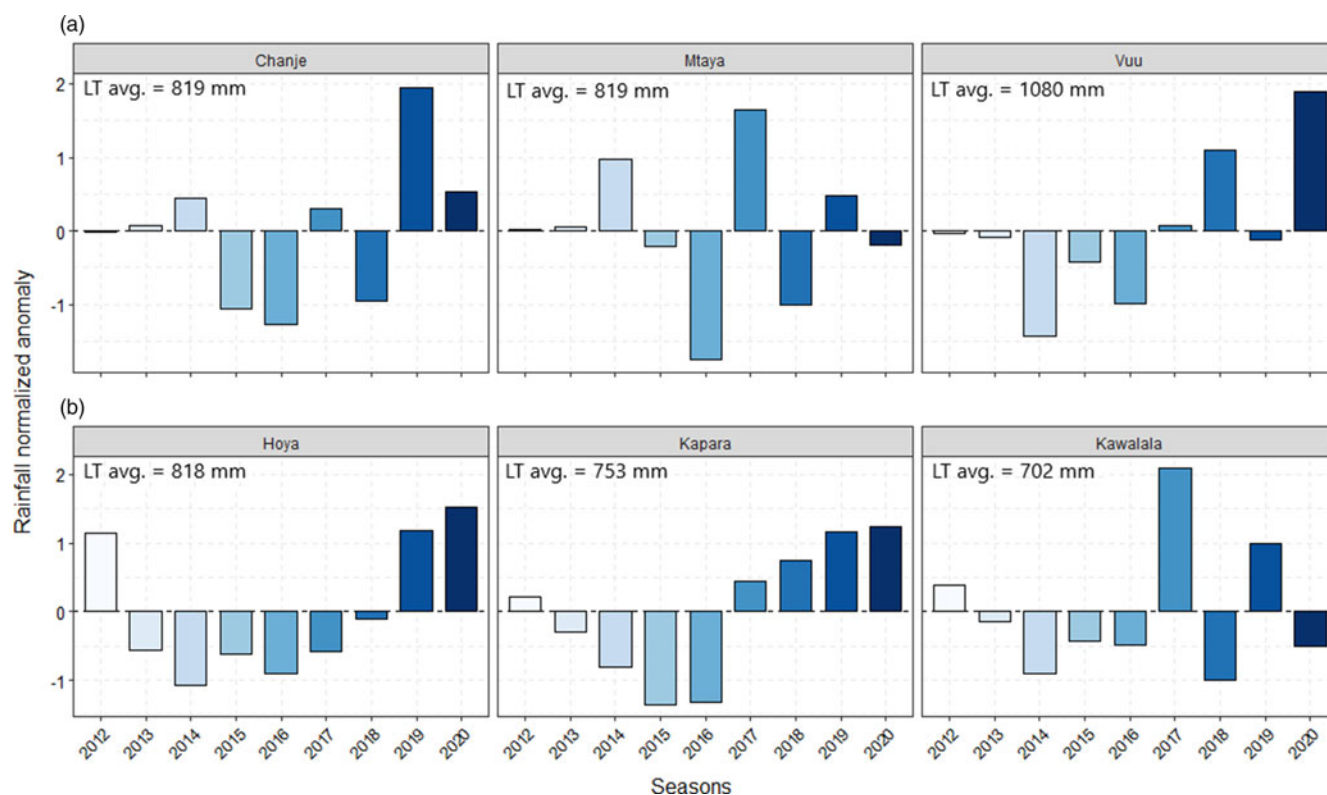 (a)
Chanje
Mtaya
Vuu
LT avg. = 819 mm
LT avg. = 819 mm
LT avg. = 1080 mm
2
1
0
-1
Rainfall normalized anomaly
(b)
Hoya
Kapara
Kawalala
LT avg. = 818 mm
LT avg. = 753 mm
LT avg. = 702 mm
2
1
0
-1
2012 2013 2014 2015 2016 2017 2018 2019 2020
2012 2013 2014 2015 2016 2017 2018 2019 2020
2012 2013 2014 2015 2016 2017 2018 2019 2020
Seasons